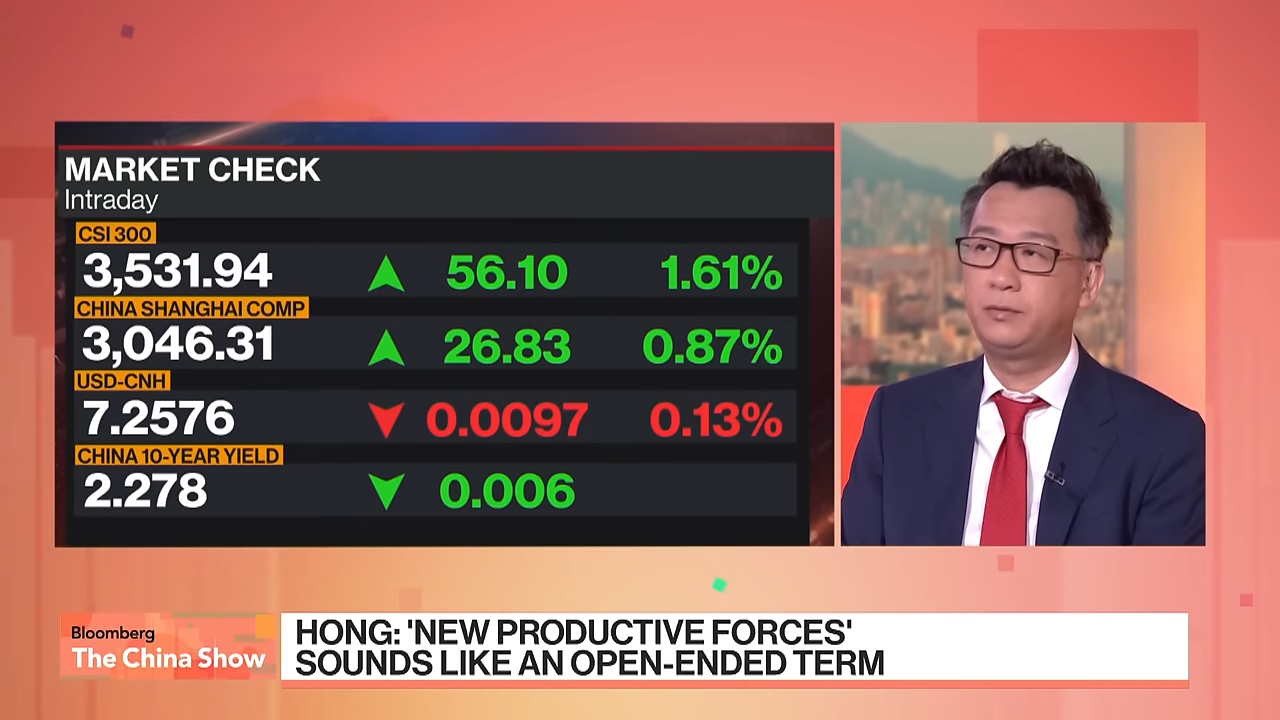 MARKET CHECK
Intraday
CSI 300
3,531.94 ▲ 56.10 1.61%
CHINA SHANGHAI COMP
3,046.31 ▲ 26.83 0.87%
USD-CNH
7.2576 ▼ 0.0097 0.13%
CHINA 10-YEAR YIELD
2.278 ▼ 0.006
Bloomberg
The China Show
HONG: 'NEW PRODUCTIVE FORCES'
SOUNDS LIKE AN OPEN-ENDED TERM